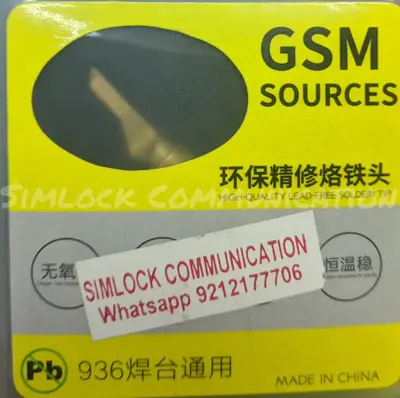 GSM
SOURCES
环保精修烙铁头
HIGH-QUALITY LEAD-FREE SOLDER TIP
SIMLOCK COMMUNICATION
无氧
恒温稳
SIMLOCK COMMUNICATION
Whatsapp 9212177706
Pb
936焊台通用
MADE IN CHINA